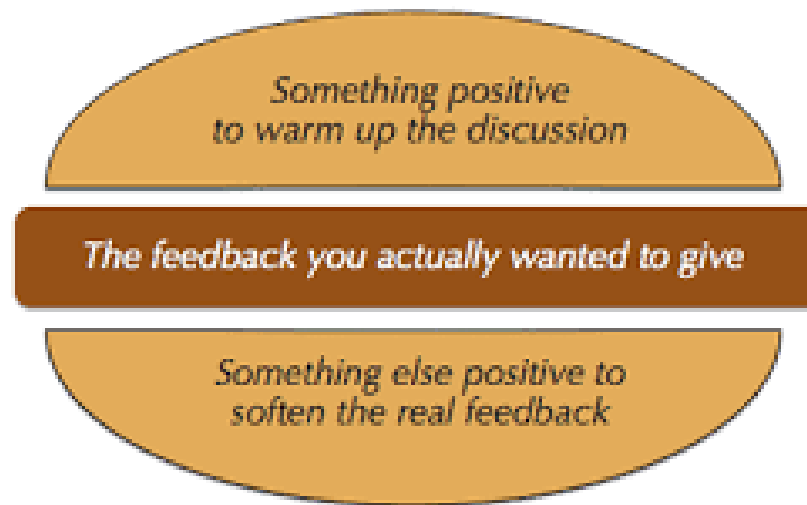 Something positive
to warm up the discussion
The feedback you actually wanted to give
Something else positive to
soften the real feedback